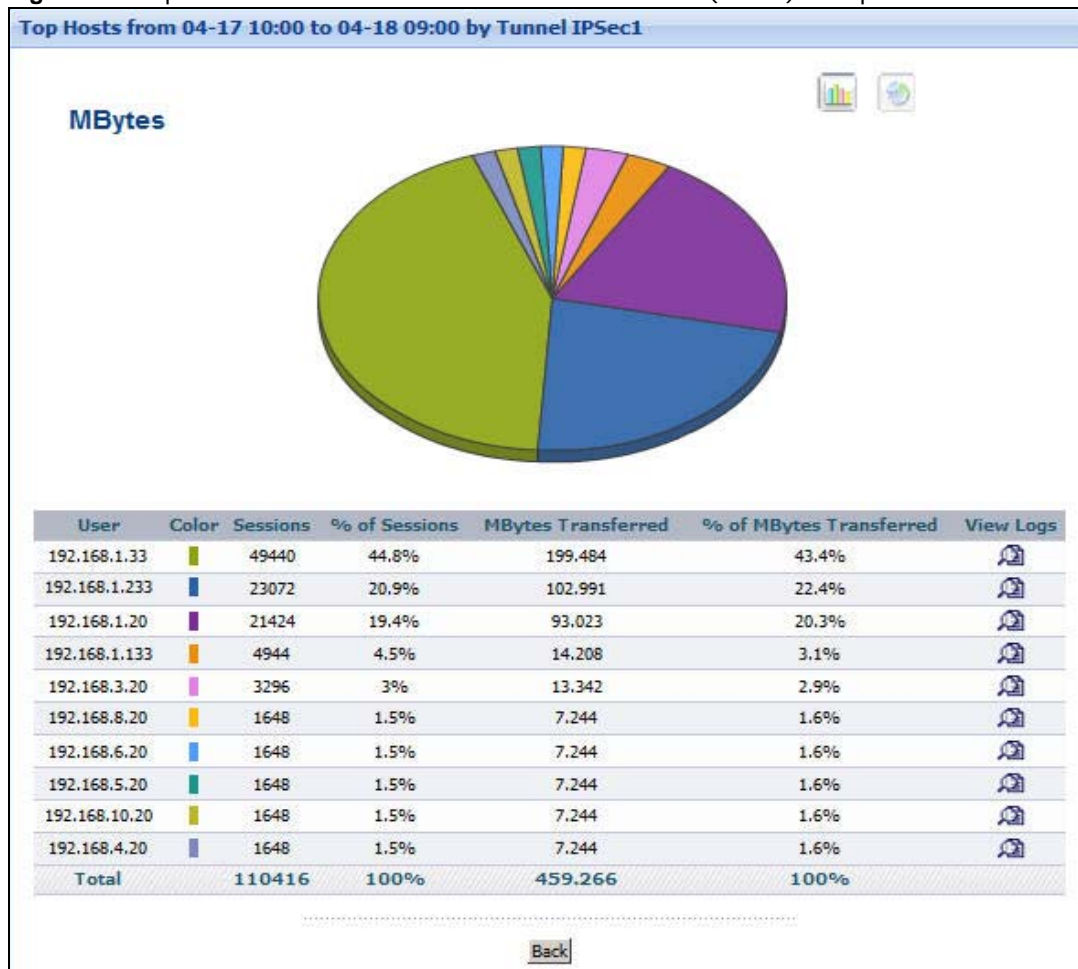 Top Hosts from 04-17 10:00 to 04-18 09:00 by Tunnel IPSec1
MBytes
User Color Sessions % of Sessions MBytes Transferred % of MBytes Transferred View Logs
192.168.1.33 49440 44.8% 199.484 43.4%
192.168.1.233 23072 20.9% 102.991 22.4%
192.168.1.20 21424 19.4% 93.023 20.3%
192.168.1.133 4944 4.5% 14.208 3.1%
192.168.3.20 3296 3% 13.342 2.9%
192.168.8.20 1648 1.5% 7.244 1.6%
192.168.6.20 1648 1.5% 7.244 1.6%
192.168.5.20 1648 1.5% 7.244 1.6%
192.168.10.20 1648 1.5% 7.244 1.6%
192.168.4.20 1648 1.5% 7.244 1.6%
Total 110416 100% 459.266 100%
Back